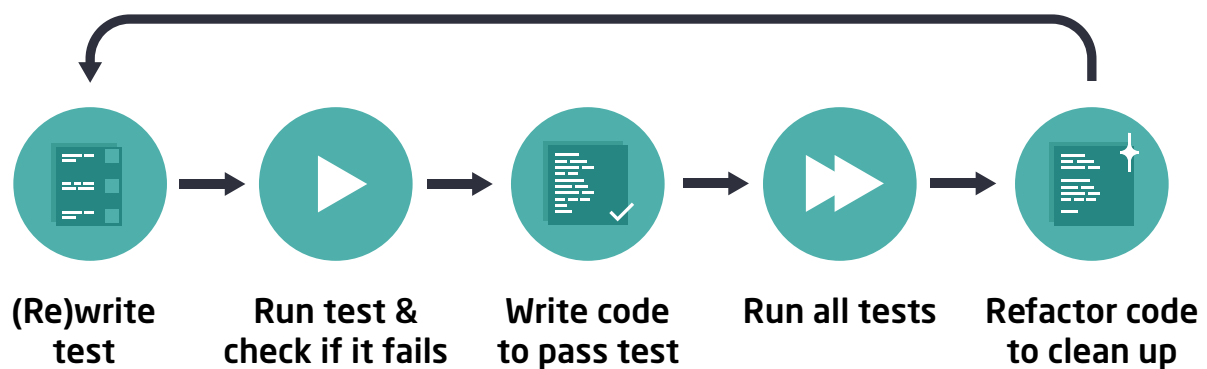 (Re)write
test
Run test &
check if it fails
Write code
to pass test
Run all tests
Refactor code
to clean up